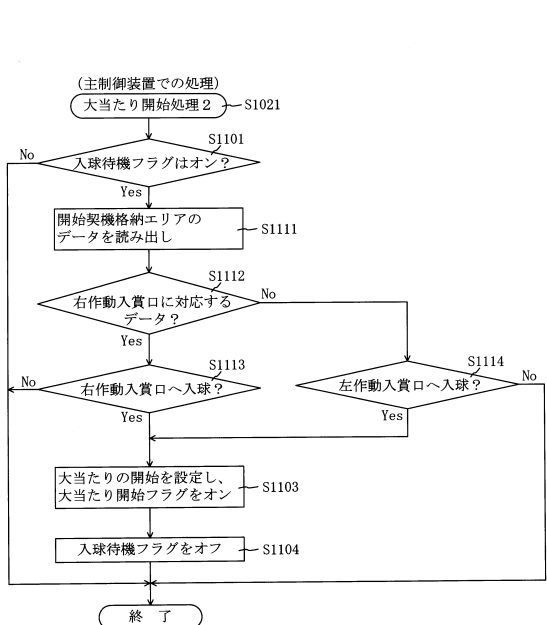 (主制御装置での処理)
大当たり開始処理2
S1021
S1101
No
入球待機フラグはオン?
Yes
開始契機格納エリアの
データを読み出し
S1111
S1112
右作動入賞口に対応する
データ?
No
Yes
S1113
No
右作動入賞口へ入球?
Yes
S1114
左作動入賞口へ入球?
No
Yes
大当たりの開始を設定し、
大当たり開始フラグをオン
S1103
入球待機フラグをオフ
S1104
終 了